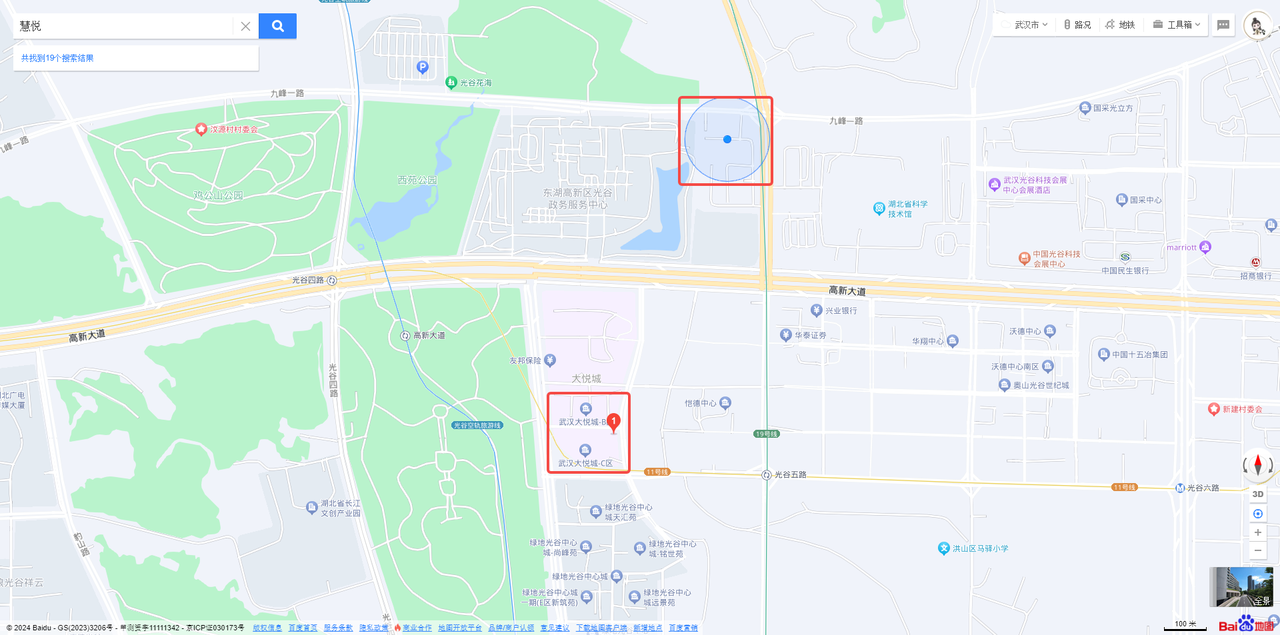 慧悦
共找到19个搜索结果
武汉市
路况
地铁
工具箱
光谷花海
九峰一路
九峰一路
九峰一路
国采光立方
汶源村村委会
鸡公山公园
西苑公园
东湖高新区光谷
政务服务中心
武汉光谷科技会展
中心会展酒店
国采中心
湖北省科学
技术馆
marriott
中国光谷科技
会展中心
中国民生银行
招商银行
光谷四路
高新大道
高新大道
高新大道
兴业银行
华泰证券
华翔中心
沃德中心
中国十五冶集团
沃德中心南区
奥山光谷世纪城
友邦保险
大悦城
光谷四路
恺德中心
新建村委会
武汉大悦城-B
1
武汉大悦城-C区
光谷空轨旅游线
19号线
11号线
光谷五路
11号线
光谷六路
3D
湖北省长江
文创产业园
绿地光谷中心
城天汇苑
绿地光谷中心
城-尚峰苑
绿地光谷中心
城-铭世苑
绿地光谷中心城
绿地光谷中心城
一期(E区新筑苑)
绿地光谷中心
城远景苑
洪山区马驿小学
豹山路
光谷祥云
全景
100 米
Bai 地图
© 2024 Baidu - GS(2023)3206号 - 甲测资字11111342 - 京ICP证030173号 - 版权信息 百度首页 服务条款 隐私政策 商业合作 地图开放平台 品牌/商户认领 意见建议 下载地图客户端 新增地点 百度营销